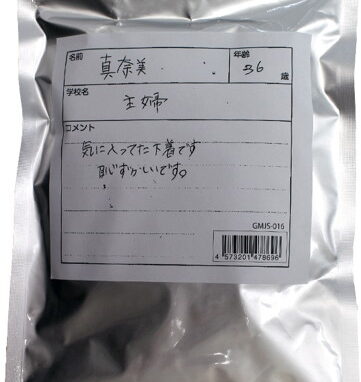 名前 真奈美 年齢 36 歳
学校名
主婦
コメント
気に入ってた下着です
恥ずかしいです。
GMJS-016
4 573201 478696